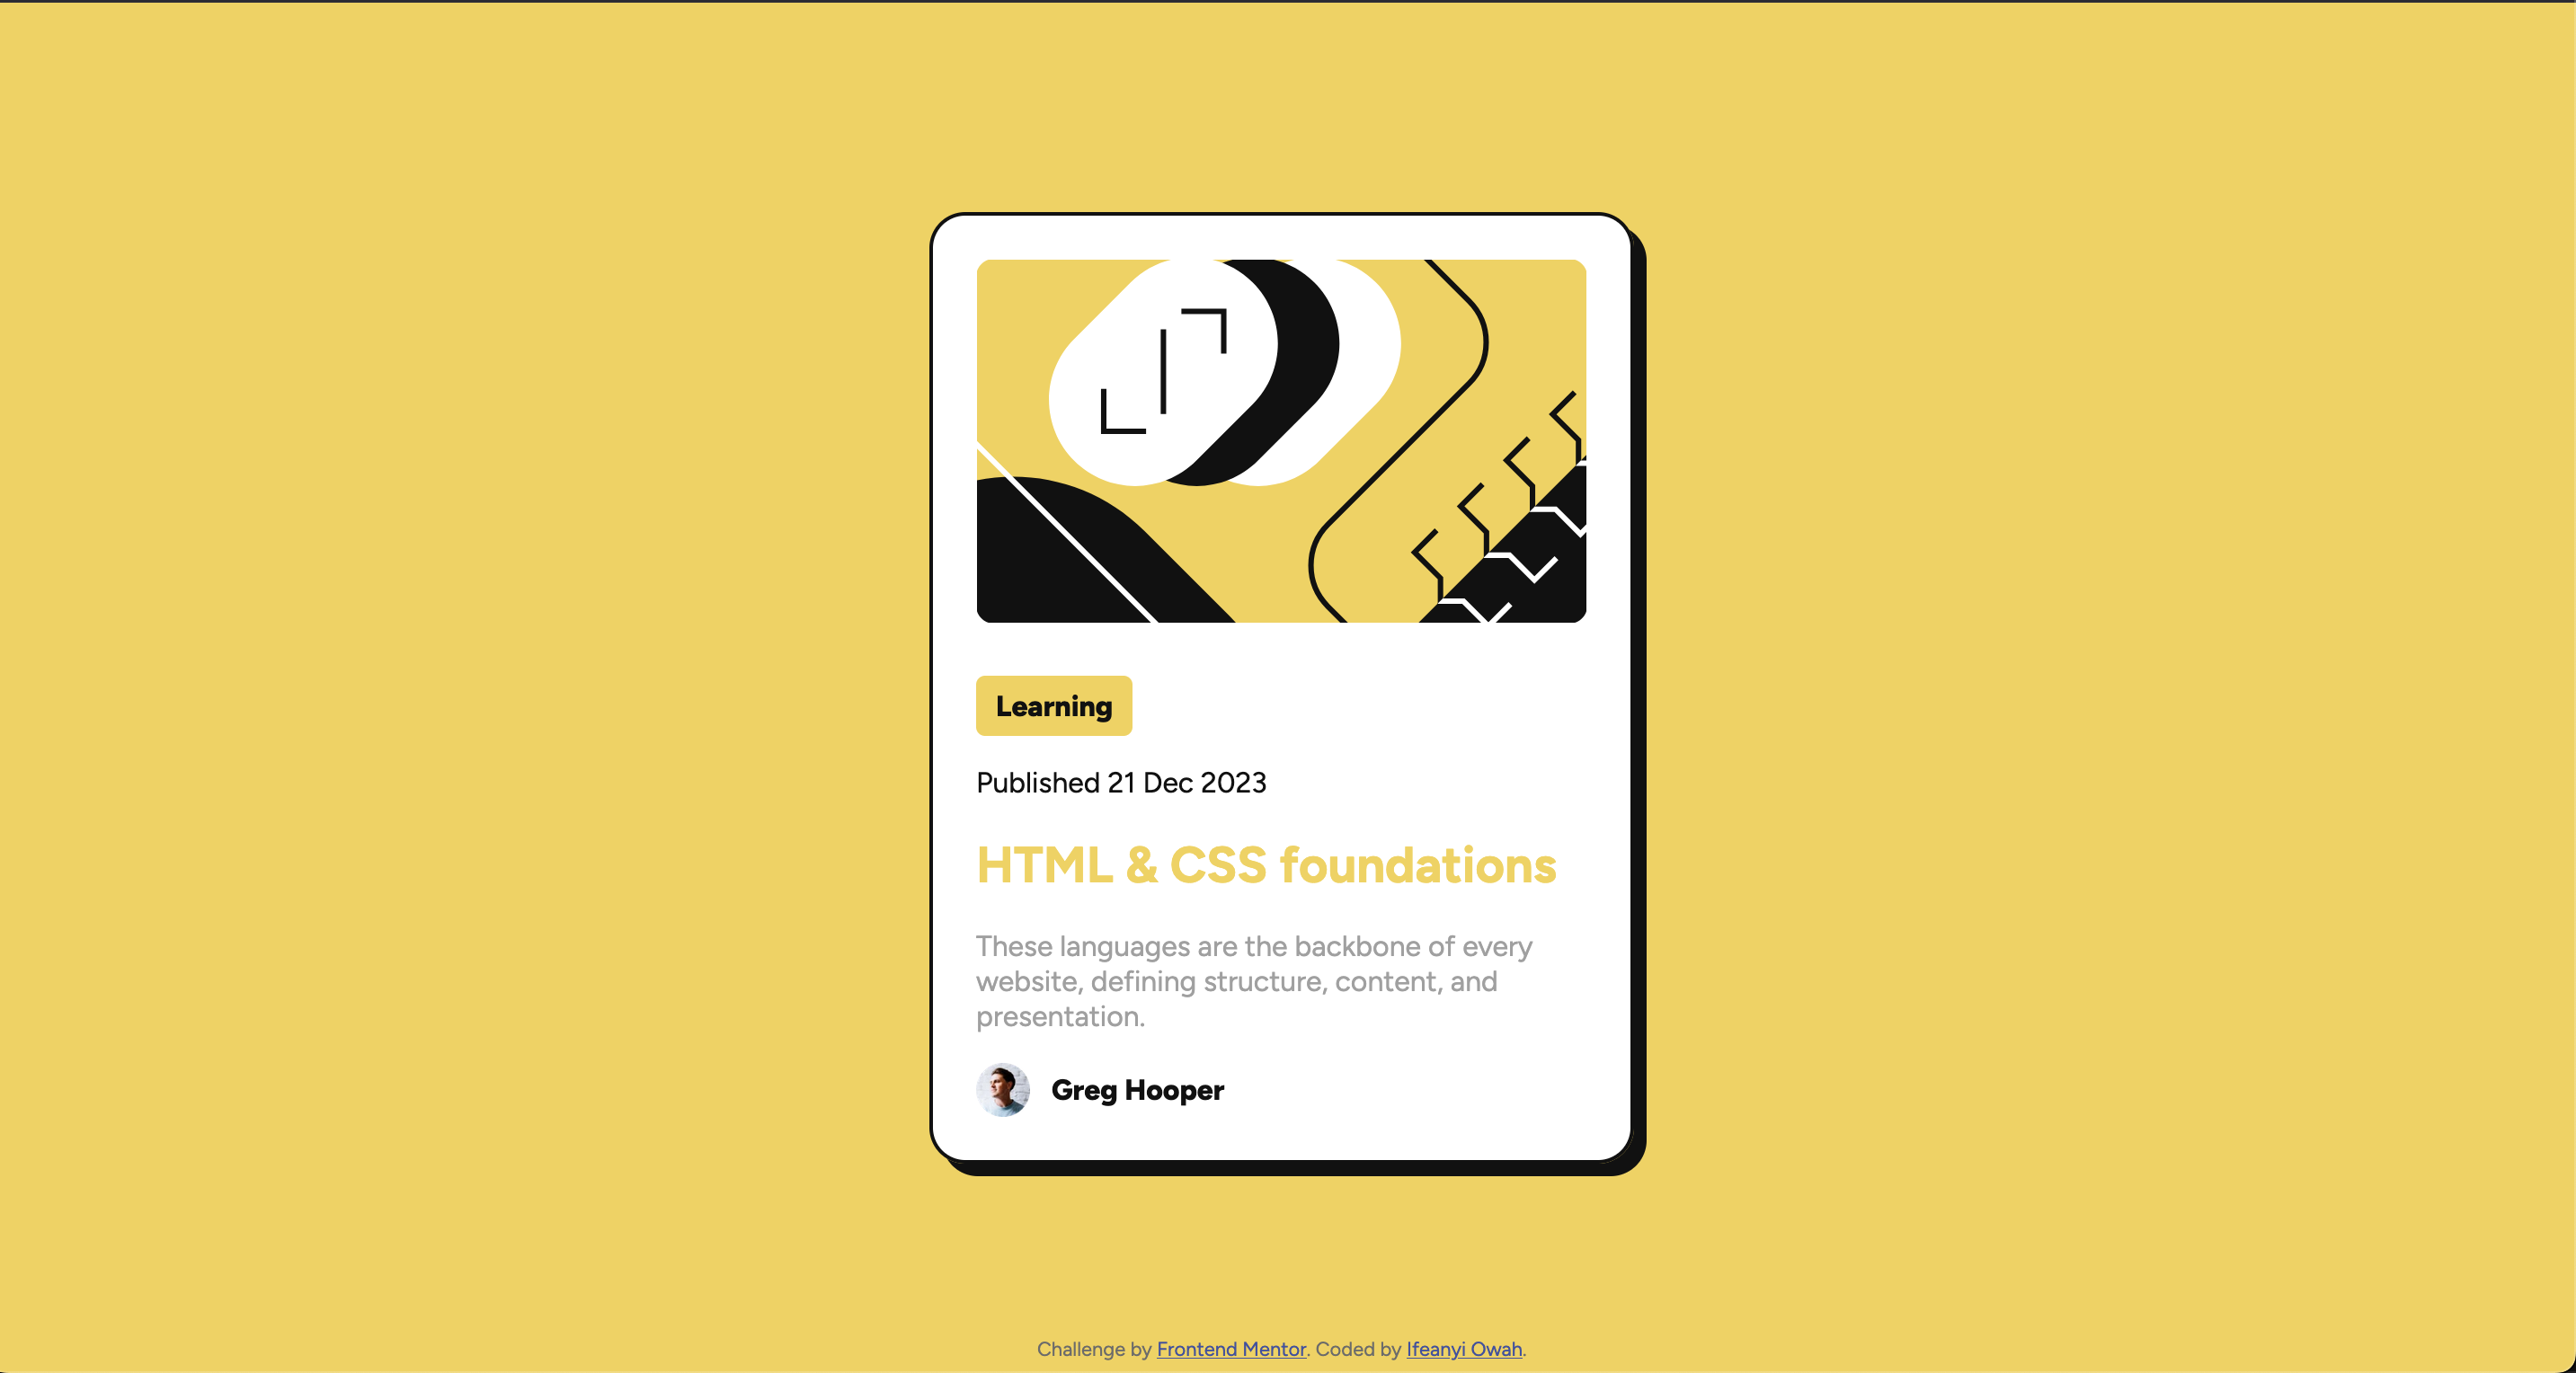 Learning
Published 21 Dec 2023
HTML & CSS foundations
These languages are the backbone of every
website, defining structure, content, and
presentation.
Greg Hooper
Challenge by Frontend Mentor. Coded by Ifeanyi Owah.